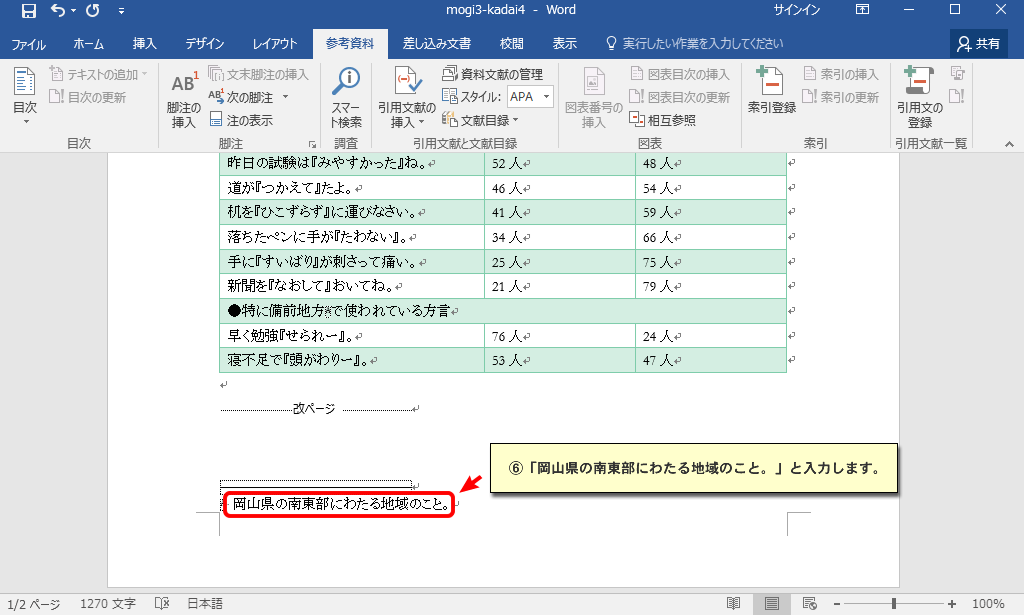 mogi3-kadai4 - Word
サインイン
ファイル ホーム 挿入 デザイン レイアウト 参考資料 差し込み文書 校閲 表示 実行したい作業を入力してください 共有
目次
テキストの追加
目次の更新
目次
AB1
脚注の
挿入
文末脚注の挿入
AB1 次の脚注
注の表示
脚注
スマー
ト検索
調査
引用文献の
挿入
資料文献の管理
スタイル: APA
文献目録
引用文献と文献目録
図表番号の
挿入
図表目次の挿入
図表目次の更新
相互参照
図表
索引登録
索引の挿入
索引の更新
索引
引用文の
登録
引用文献一覧
昨日の試験は『みやすかった』ね。 52 人 48 人
道が『つかえて』たよ。 46 人 54 人
机を『ひこずらず』に運びなさい。 41 人 59 人
落ちたペンに手が『たわない』。 34 人 66 人
手に『すいばり』が刺さって痛い。 25 人 75 人
新聞を『なおして』おいてね。 21 人 79 人
●特に備前地方で使われている方言
早く勉強『せられー』。 76 人 24 人
寝不足で『頭がわりー』。 53 人 47 人
改ページ
⑥「岡山県の南東部にわたる地域のこと。」と入力します。
岡山県の南東部にわたる地域のこと。
1/2 ページ 1270 文字 日本語 100%